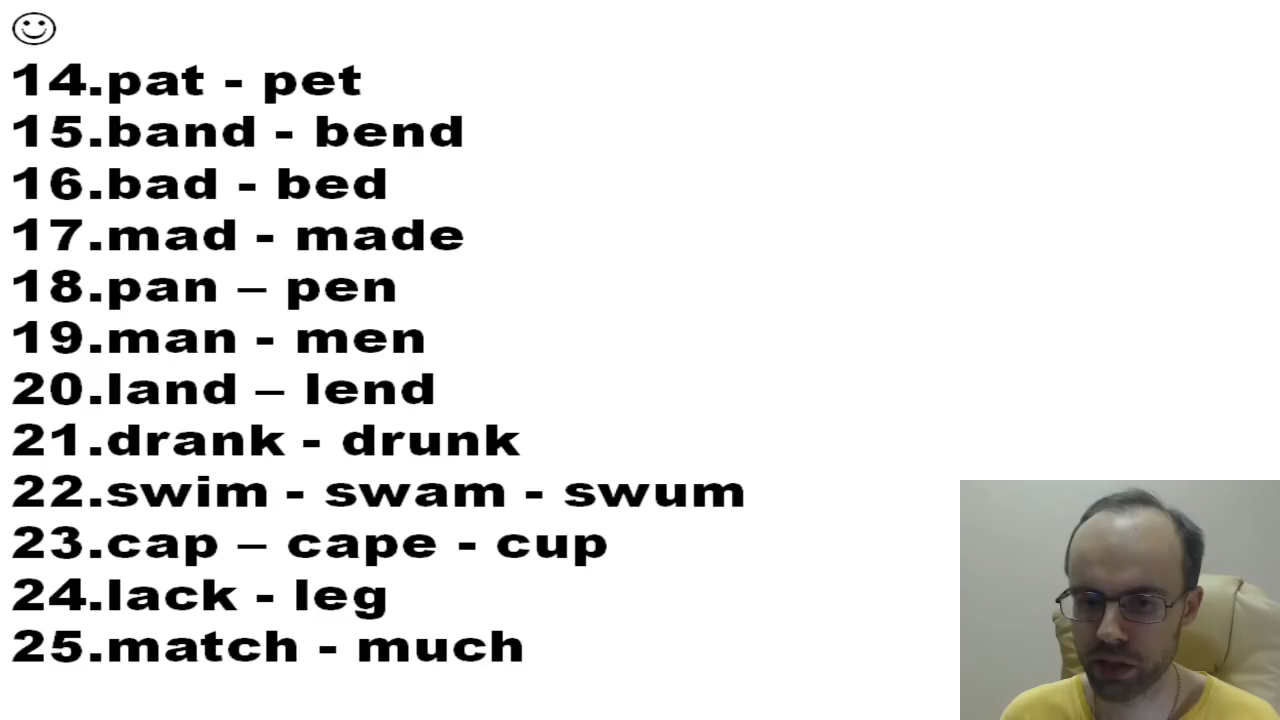 ☺
14.pat - pet
15.band - bend
16.bad - bed
17.mad - made
18.pan – pen
19.man - men
20.land – lend
21.drank - drunk
22.swim - swam - swum
23.cap – cape - cup
24.lack - leg
25.match - much